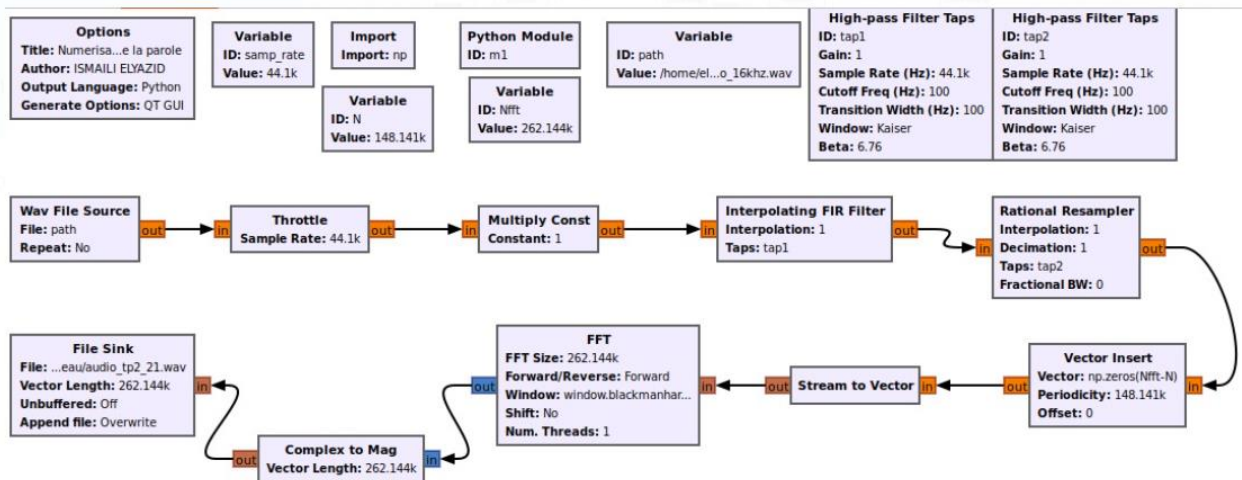 Options
Title: Numerisa...e la parole
Author: ISMAILI ELYAZID
Output Language: Python
Generate Options: QT GUI
Variable
ID: samp_rate
Value: 44.1k
Import
Import: np
Python Module
ID: m1
Variable
ID: path
Value: /home/el...o_16khz.wav
High-pass Filter Taps
ID: tap1
Gain: 1
Sample Rate (Hz): 44.1k
Cutoff Freq (Hz): 100
Transition Width (Hz): 100
Window: Kaiser
Beta: 6.76
High-pass Filter Taps
ID: tap2
Gain: 1
Sample Rate (Hz): 44.1k
Cutoff Freq (Hz): 100
Transition Width (Hz): 100
Window: Kaiser
Beta: 6.76
Variable
ID: N
Value: 148.141k
Variable
ID: Nfft
Value: 262.144k
Wav File Source
File: path
Repeat: No
out
in
Throttle
Sample Rate: 44.1k
out
in
Multiply Const
Constant: 1
out
in
Interpolating FIR Filter
Interpolation: 1
Taps: tap1
out
in
Rational Resampler
Interpolation: 1
Decimation: 1
Taps: tap2
Fractional BW: 0
out
File Sink
File: ...eau/audio_tp2_21.wav
Vector Length: 262.144k
Unbuffered: Off
Append file: Overwrite
in
out
Complex to Mag
Vector Length: 262.144k
in
out
FFT
FFT Size: 262.144k
Forward/Reverse: Forward
Window: window.blackmanhar...
Shift: No
Num. Threads: 1
in
out
Stream to Vector
in
out
Vector Insert
Vector: np.zeros(Nfft-N)
Periodicity: 148.141k
Offset: 0
in